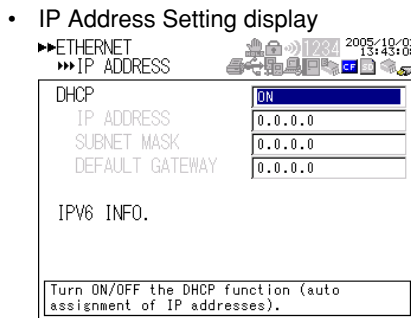 • IP Address Setting display
ETHERNET
IP ADDRESS
1234
2005/10/0
13:43:0
CF
DHCP ON
IP ADDRESS 0.0.0.0
SUBNET MASK 0.0.0.0
DEFAULT GATEWAY 0.0.0.0
IPV6 INFO.
Turn ON/OFF the DHCP function (auto
assignment of IP addresses).